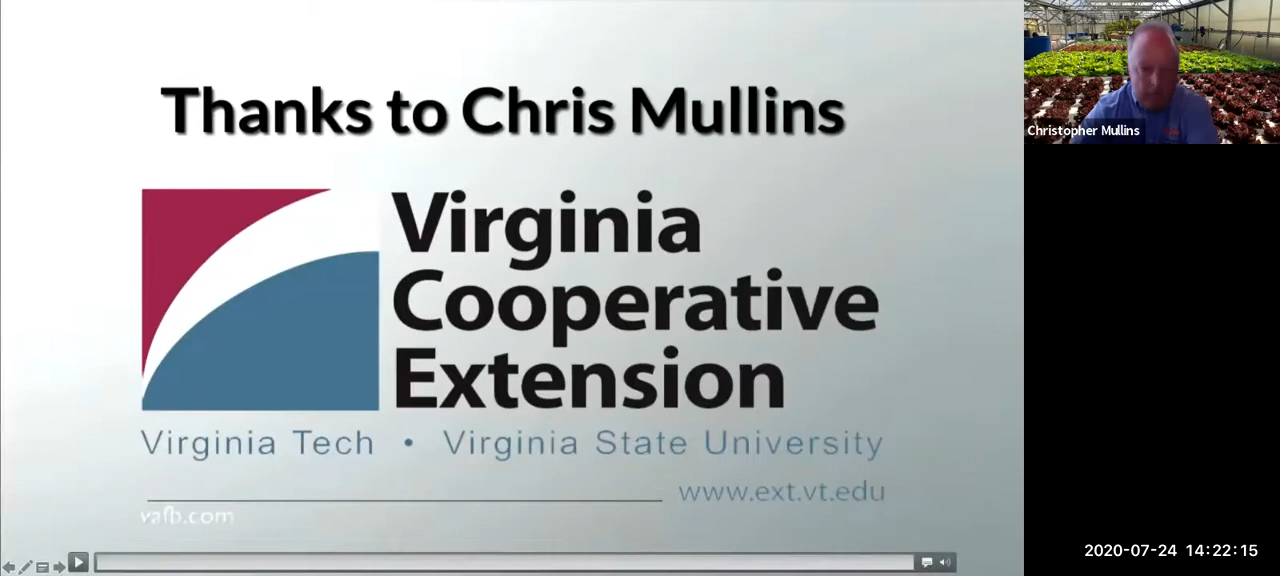 Thanks to Chris Mullins
Virginia
Cooperative
Extension
Virginia Tech • Virginia State University
www.ext.vt.edu
vafb.com
Christopher Mullins
2020-07-24 14:22:15